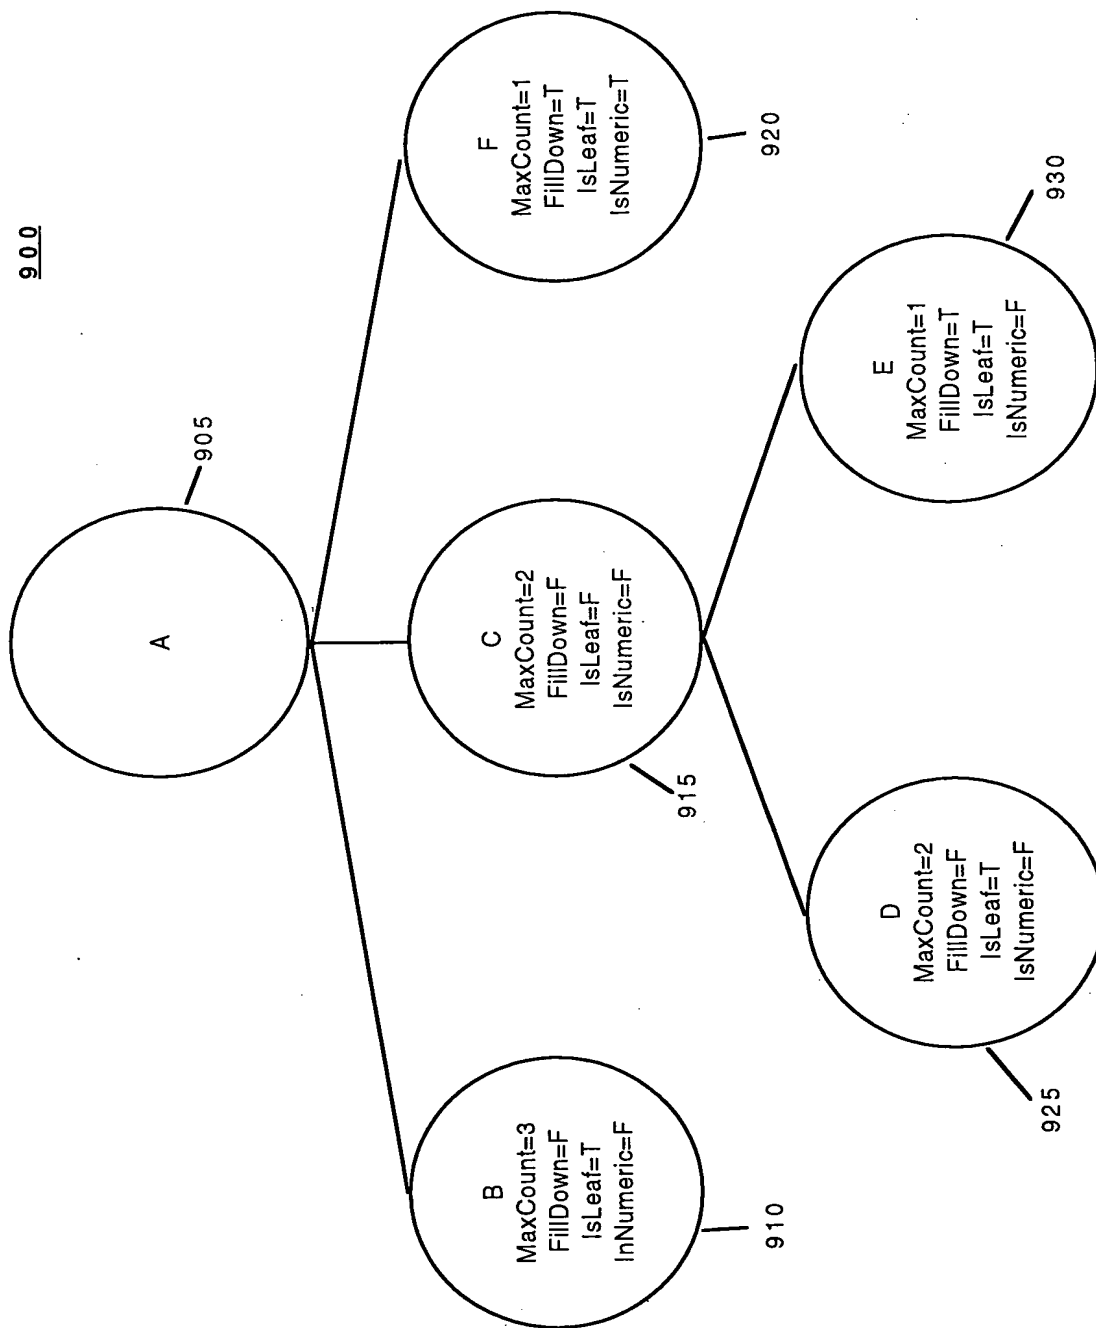 900
A
905
B
MaxCount=3
FillDown=F
IsLeaf=T
InNumeric=F
910
C
MaxCount=2
FillDown=F
IsLeaf=F
IsNumeric=F
915
F
MaxCount=1
FillDown=T
IsLeaf=T
IsNumeric=T
920
D
MaxCount=2
FillDown=F
IsLeaf=T
IsNumeric=F
925
E
MaxCount=1
FillDown=T
IsLeaf=T
IsNumeric=F
930